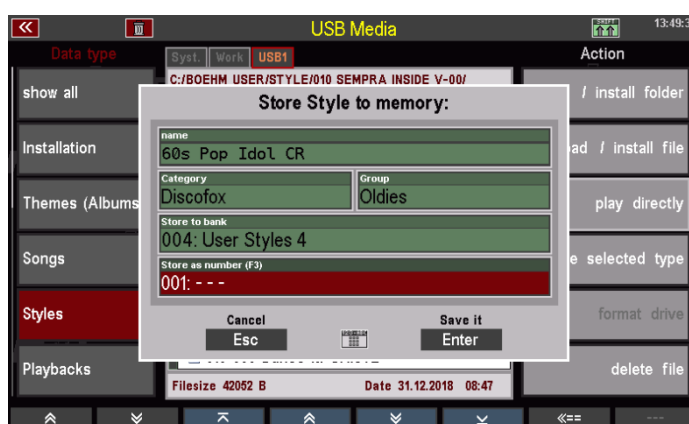 USB Media
SHIFT
13:49:3
Data type
Syst. Work USB1
Action
C:/BOEHM USER/STYLE/010 SEMPRA INSIDE V-00/
show all
/ install folder
Store Style to memory:
name
60s Pop Idol CR
Installation
ad / install file
Category
Group
Discofox
Oldies
Themes (Albums
play directly
Store to bank
004: User Styles 4
Songs
e selected type
Store as number (F3)
001: - - -
Styles
format drive
Cancel
Save it
Esc
Enter
Playbacks
delete file
Filesize 42052 B
Date 31.12.2018 08:47
«==
---